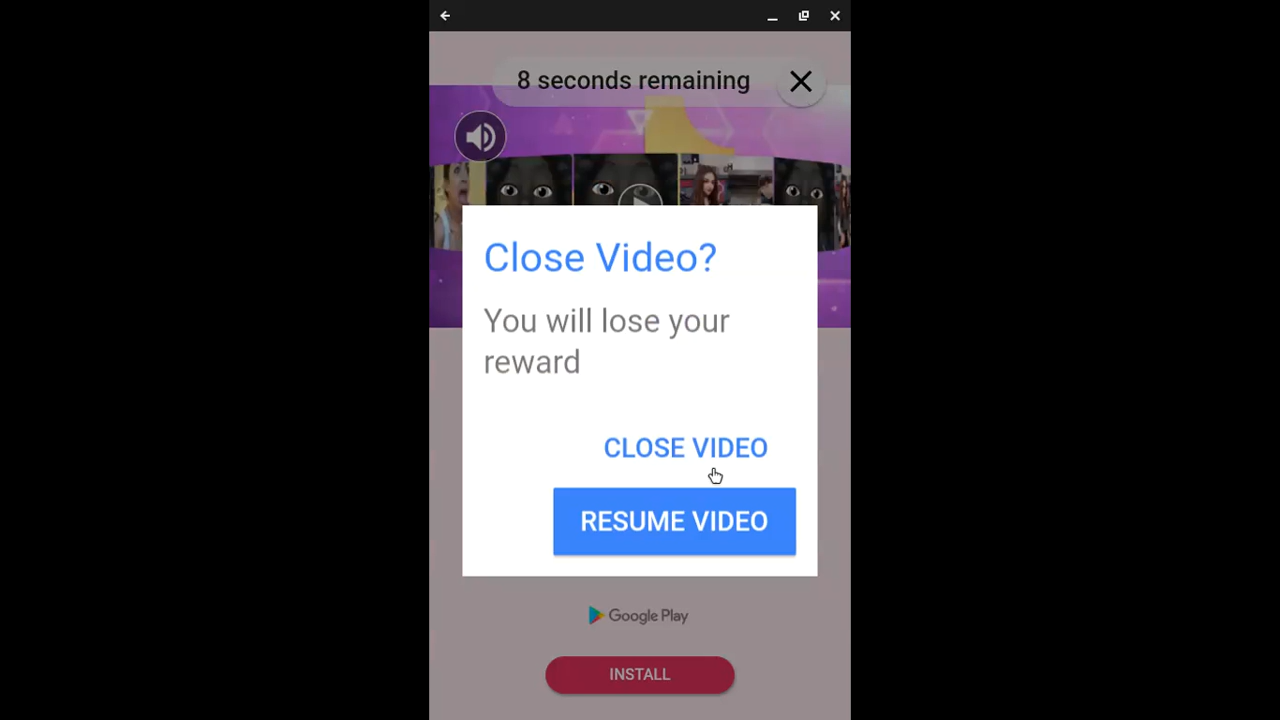 8 seconds remaining
Close Video?
You will lose your
reward
CLOSE VIDEO
RESUME VIDEO
Google Play
INSTALL